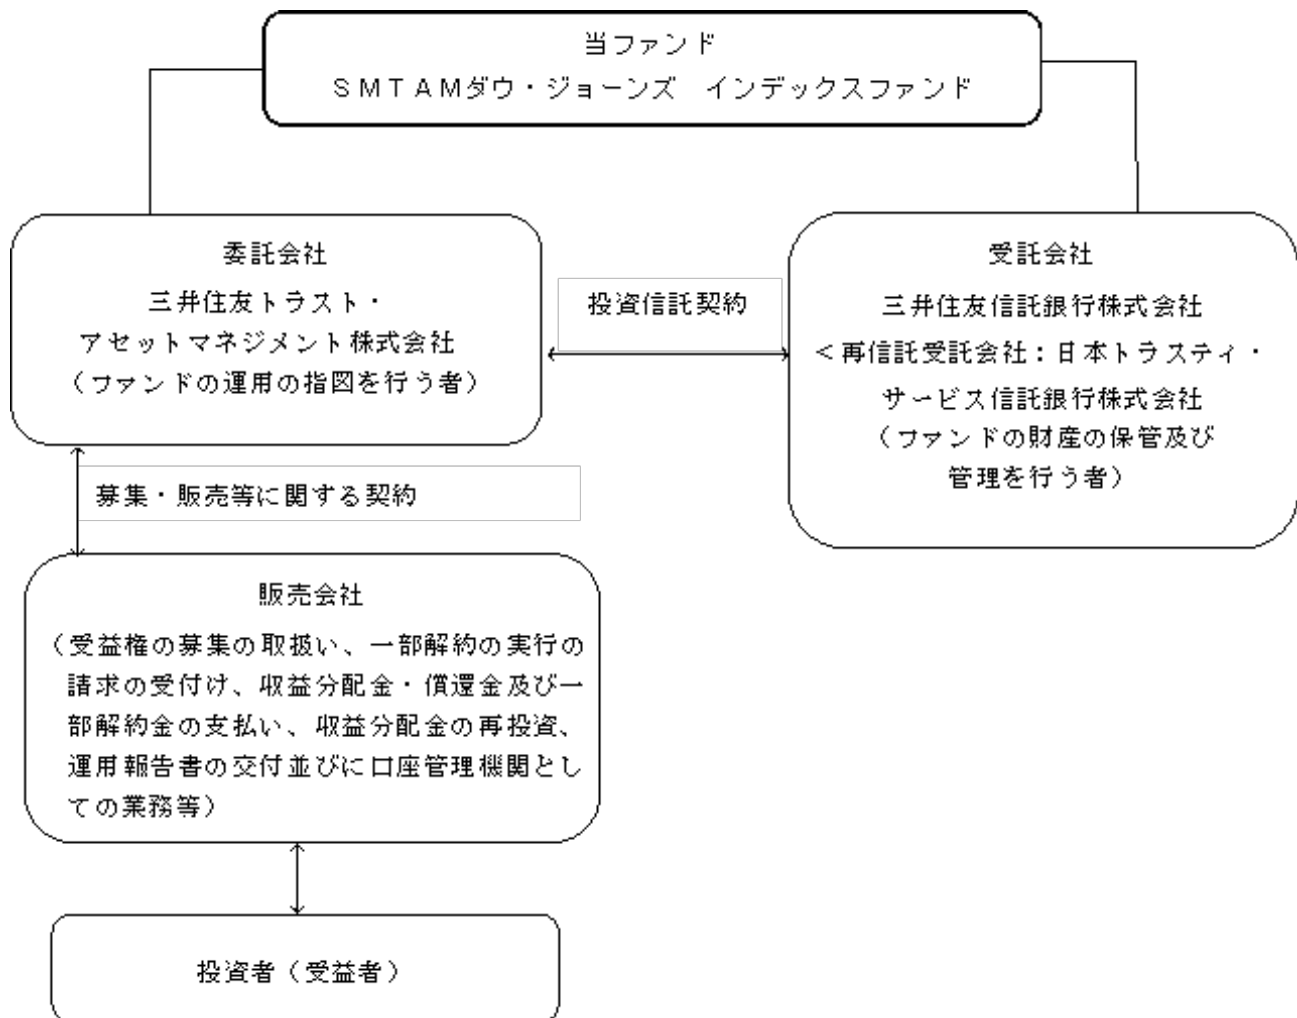 当ファンド
ＳＭＴＡＭダウ・ジョーンズ　インデックスファンド
委託会社
三井住友トラスト・
アセットマネジメント株式会社
（ファンドの運用の指図を行う者）
投資信託契約
受託会社
三井住友信託銀行株式会社
＜再信託受託会社：日本トラスティ・
サービス信託銀行株式会社
（ファンドの財産の保管及び
管理を行う者）
募集・販売等に関する契約
販売会社
（受益権の募集の取扱い、一部解約の実行の
請求の受付け、収益分配金・償還金及び一
部解約金の支払い、収益分配金の再投資、
運用報告書の交付並びに口座管理機関とし
ての業務等）
投資者（受益者）